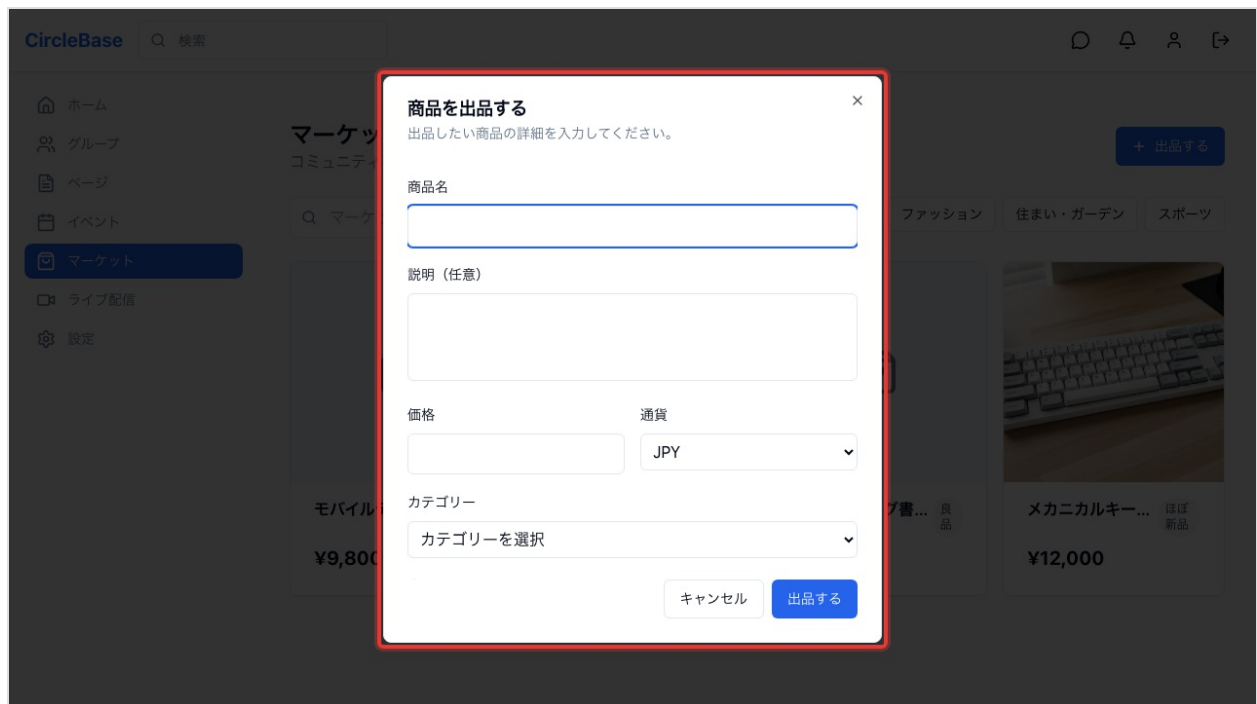 CircleBase
検索
ホーム
グループ
ページ
イベント
マーケット
ライブ配信
設定
マーケッ
コミュニティ
+ 出品する
マーケ
ファッション
住まい・ガーデン
スポーツ
商品を出品する
出品したい商品の詳細を入力してください。
商品名
説明（任意）
価格
通貨
JPY
カテゴリー
カテゴリーを選択
キャンセル
出品する
モバイル
¥9,800
グ書...
良
品
メカニカルキー...
ほぼ
新品
¥12,000